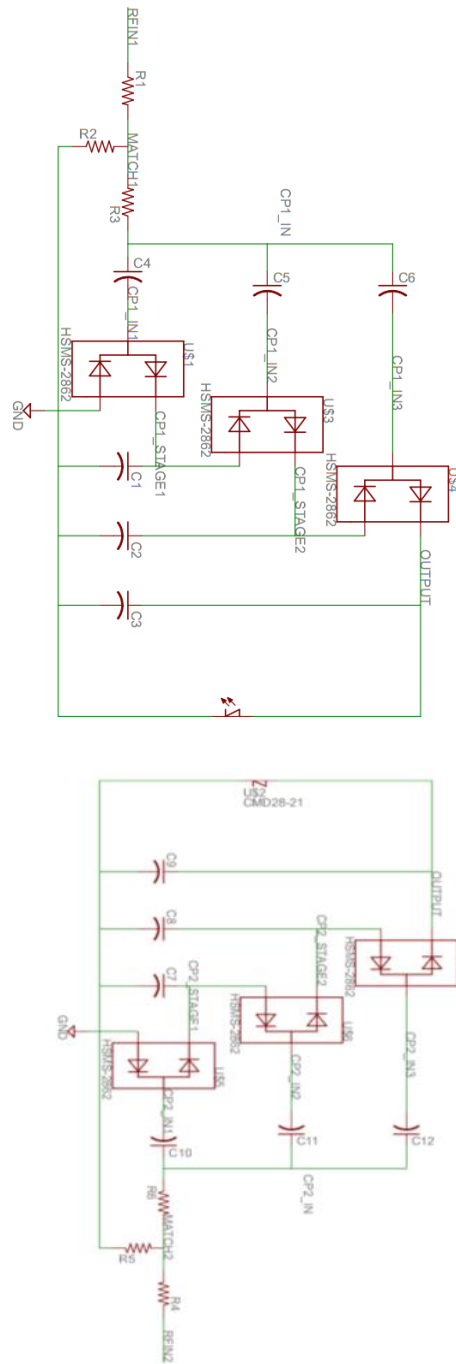 RFIN1
R1
R2
MATCH1
R3
CP1_IN
C4
C5
C6
CP1_IN1
CP1_IN2
CP1_IN3
U$1
HSMS-2862
U$3
HSMS-2862
U$4
HSMS-2862
GND
CP1_STAGE1
CP1_STAGE2
OUTPUT
C1
C2
C3
U$2
CMD28-21
C9
OUTPUT
C8
CP2_STAGE2
HSMS-2862
C7
CP2_STAGE1
HSMS-2862
U$6
CP2_IN3
GND
HSMS-2862
U$5
CP2_IN2
CP2_IN1
C10
C11
C12
CP2_IN
R6
MATCH2
R5
R4
RFIN2